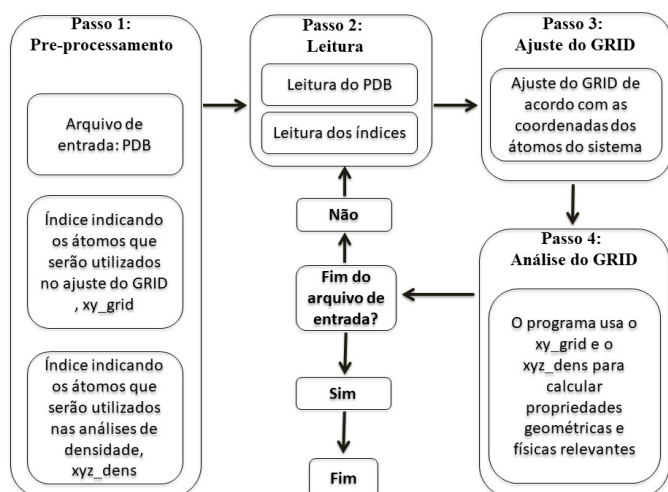 Passo 1:
Pre-processamento
Arquivo de
entrada: PDB
Índice indicando
os átomos que
serão utilizados
no ajuste do GRID
, xy_grid
Índice indicando
os átomos que
serão utilizados
nas análises de
densidade,
xyz_dens
Passo 2:
Leitura
Leitura do PDB
Leitura dos índices
Passo 3:
Ajuste do GRID
Ajuste do GRID de
acordo com as
coordenadas dos
átomos do sistema
Passo 4:
Análise do GRID
O programa usa o
xy_grid e o
xyz_dens para
calcular
propriedades
geométricas e
físicas relevantes
Fim do
arquivo de
entrada?
Não
Sim
Fim